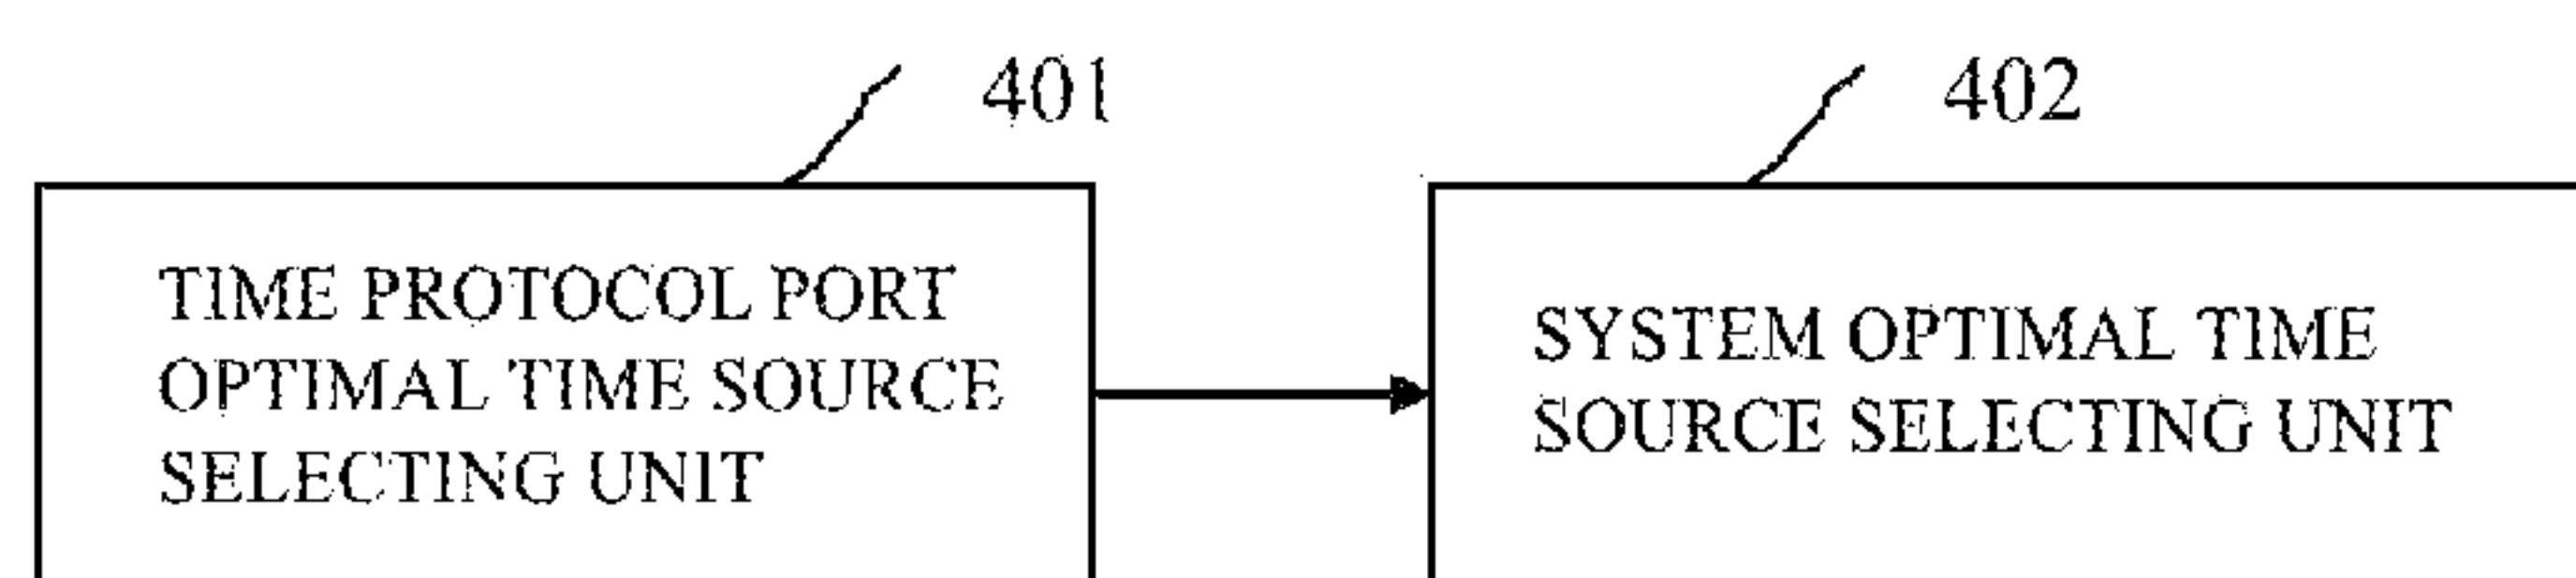 401
402
TIME PROTOCOL PORT
OPTIMAL TIME SOURCE
SELECTING UNIT
SYSTEM OPTIMAL TIME
SOURCE SELECTING UNIT